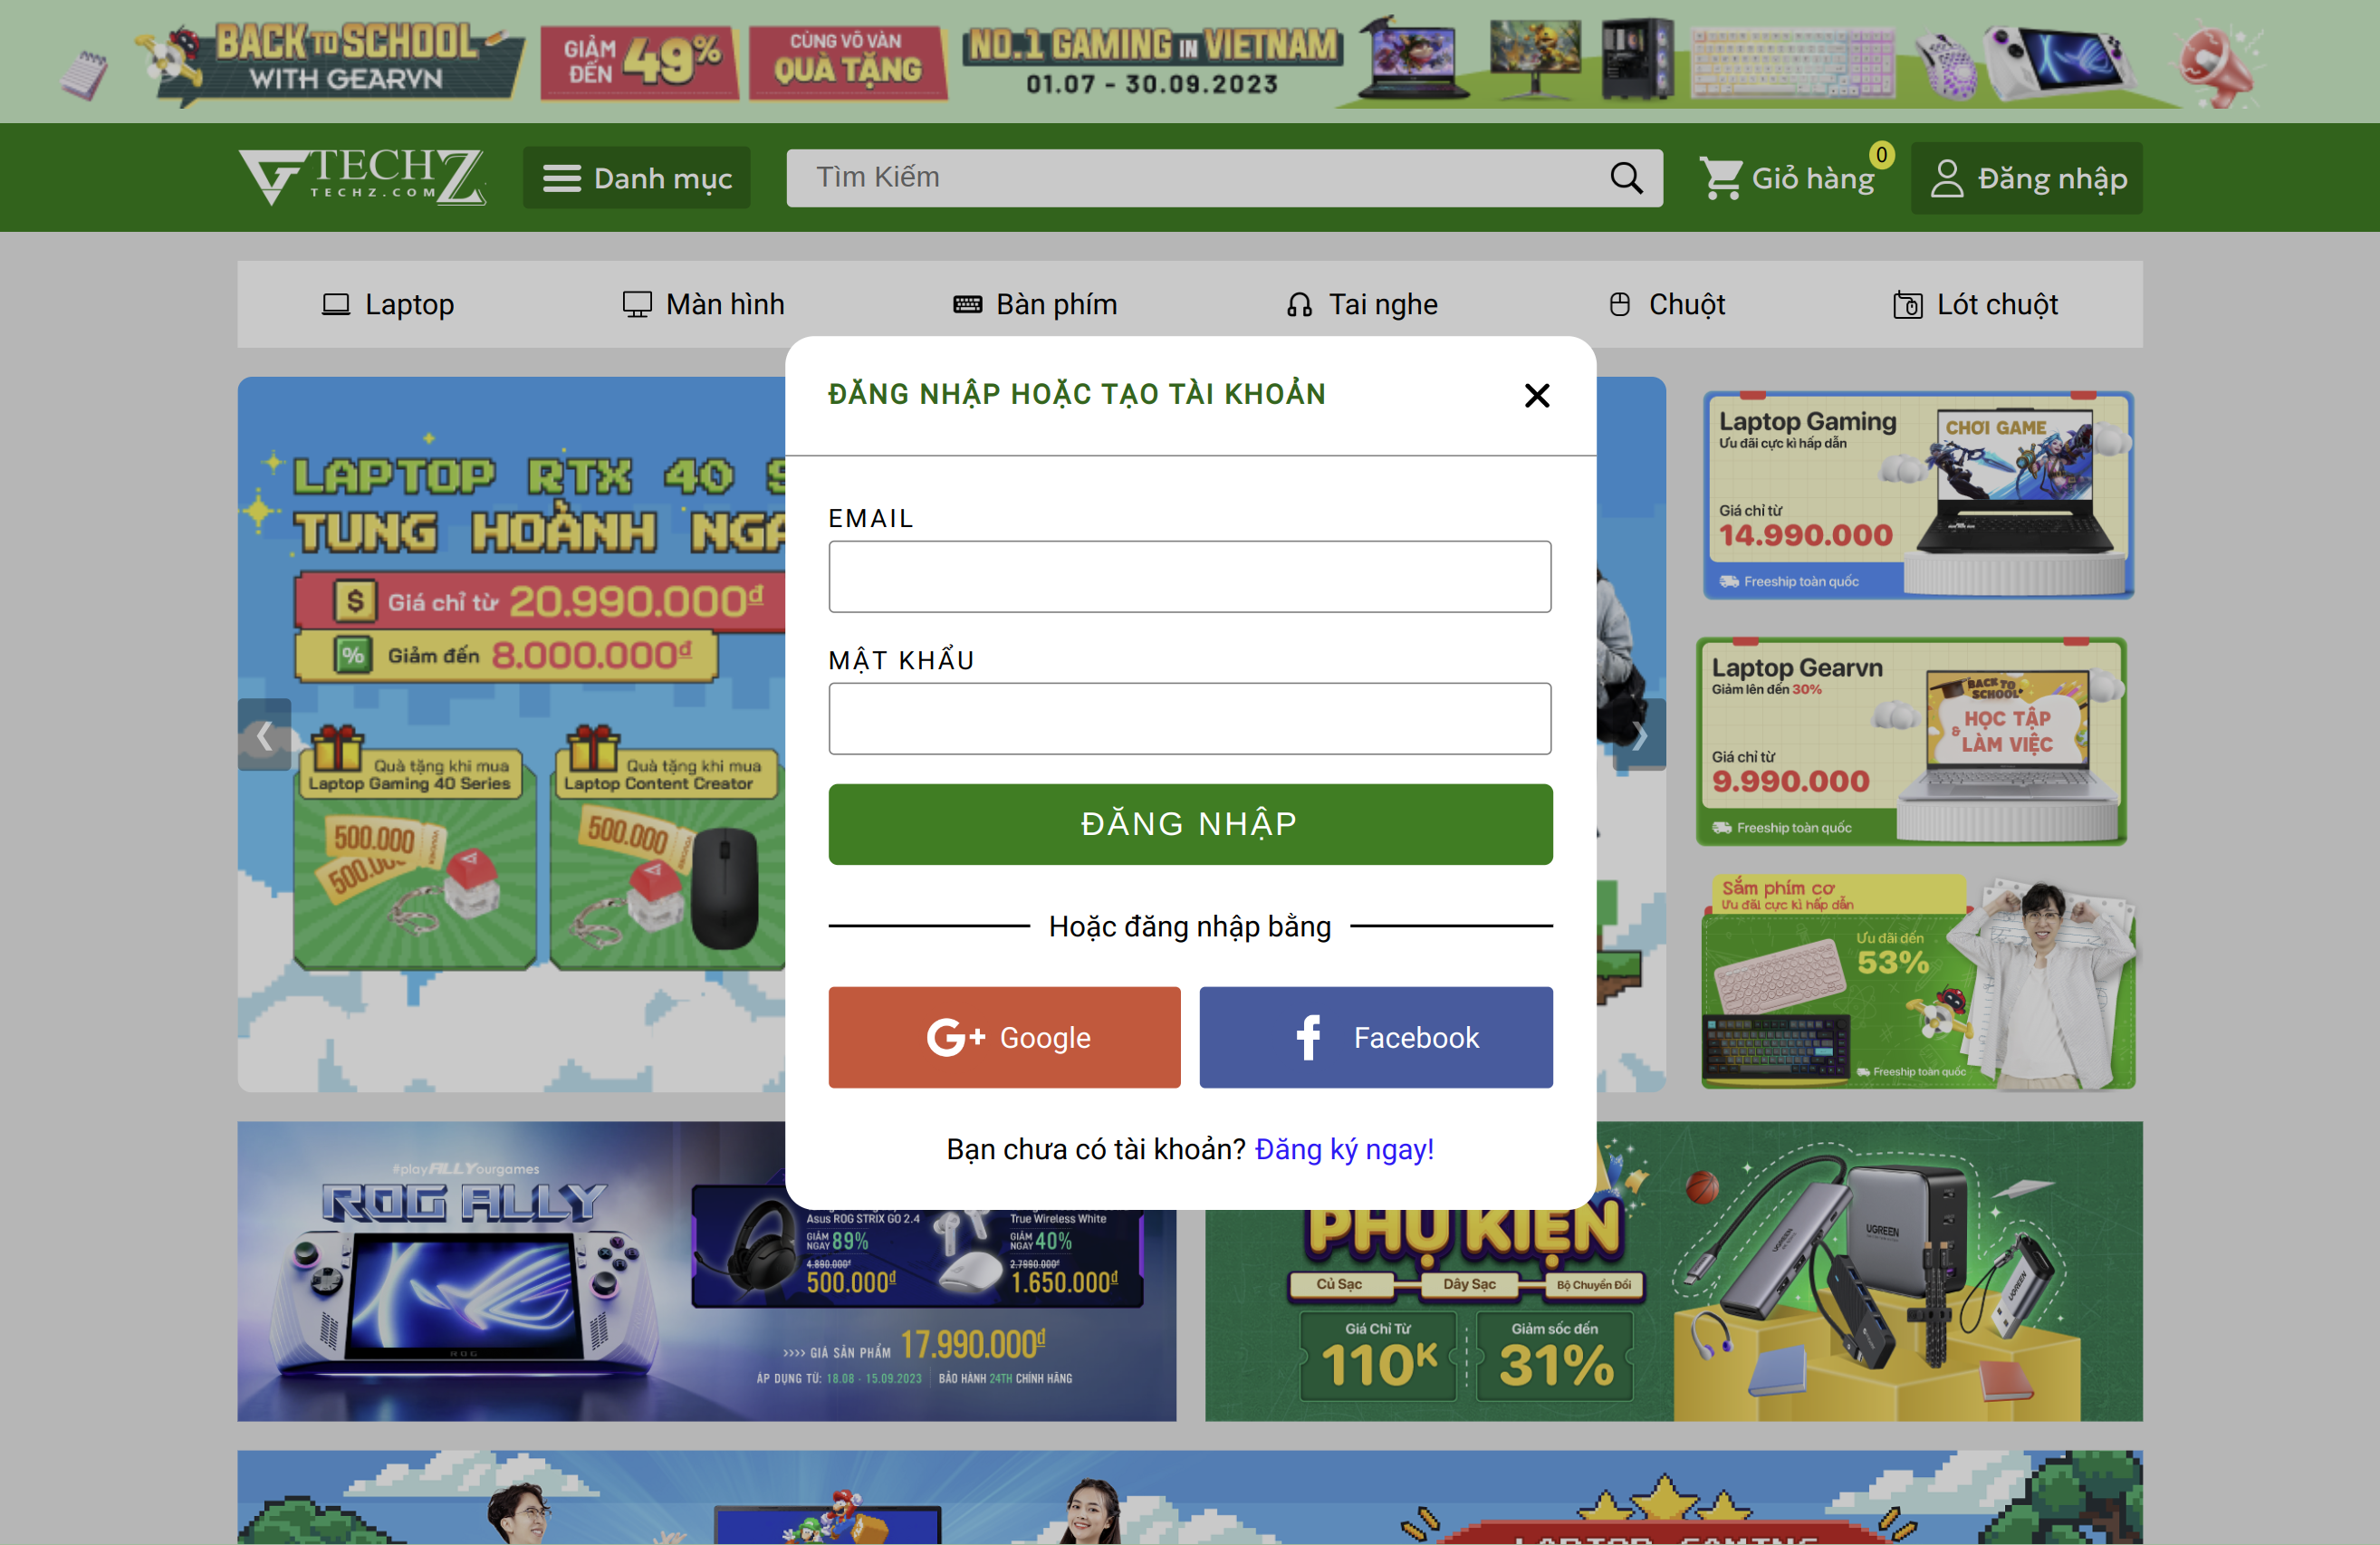 BACK TO SCHOOL
WITH GEARVN
GIẢM ĐẾN 49%
CÙNG VÔ VÀN
QUÀ TẶNG
NO.1 GAMING IN VIETNAM
01.07 - 30.09.2023
TECHZ
TECHZ.COM
Danh mục
Tìm Kiếm
Giỏ hàng
0
Đăng nhập
Laptop
Màn hình
Bàn phím
Tai nghe
Chuột
Lót chuột
ĐĂNG NHẬP HOẶC TẠO TÀI KHOẢN
EMAIL
MẬT KHẨU
ĐĂNG NHẬP
Hoặc đăng nhập bằng
G+ Google
f Facebook
Bạn chưa có tài khoản? Đăng ký ngay!
LAPTOP RTX 40
TUNG HOÀNH
$ Giá chỉ từ 20.990.000đ
% Giảm đến 8.000.000đ
Quà tặng khi mua
Laptop Gaming 40 Series
Quà tặng khi mua
Laptop Content Creator
500.000
500.000
Laptop Gaming
Ưu đãi cực kì hấp dẫn
CHƠI GAME
Giá chỉ từ
14.990.000
Freeship toàn quốc
Laptop Gearvn
Giảm lên đến 30%
BACK TO SCHOOL
HỌC TẬP
& LÀM VIỆC
Giá chỉ từ
9.990.000
Freeship toàn quốc
Sắm phím cơ
Ưu đãi cực kì hấp dẫn
Ưu đãi đến
53%
Freeship toàn quốc
#playALLYourgames
ROG ALLY
ROG
Asus ROG STRIX GO 2.4
GIẢM NGAY 89%
4.890.000đ
500.000đ
True Wireless White
GIẢM NGAY 40%
2.7990.000đ
1.650.000đ
>>>> GIÁ SẢN PHẨM 17.990.000đ
ÁP DỤNG TỪ: 18.08 - 15.09.2023 | BẢO HÀNH 24TH CHÍNH HÃNG
PHỤ KIỆN
Củ Sạc
Dây Sạc
Bộ Chuyển Đổi
Giá Chỉ Từ
110K
Giảm sốc đến
31%
UGREEN
UGREEN
UGREEN
LAPTOP GAMING